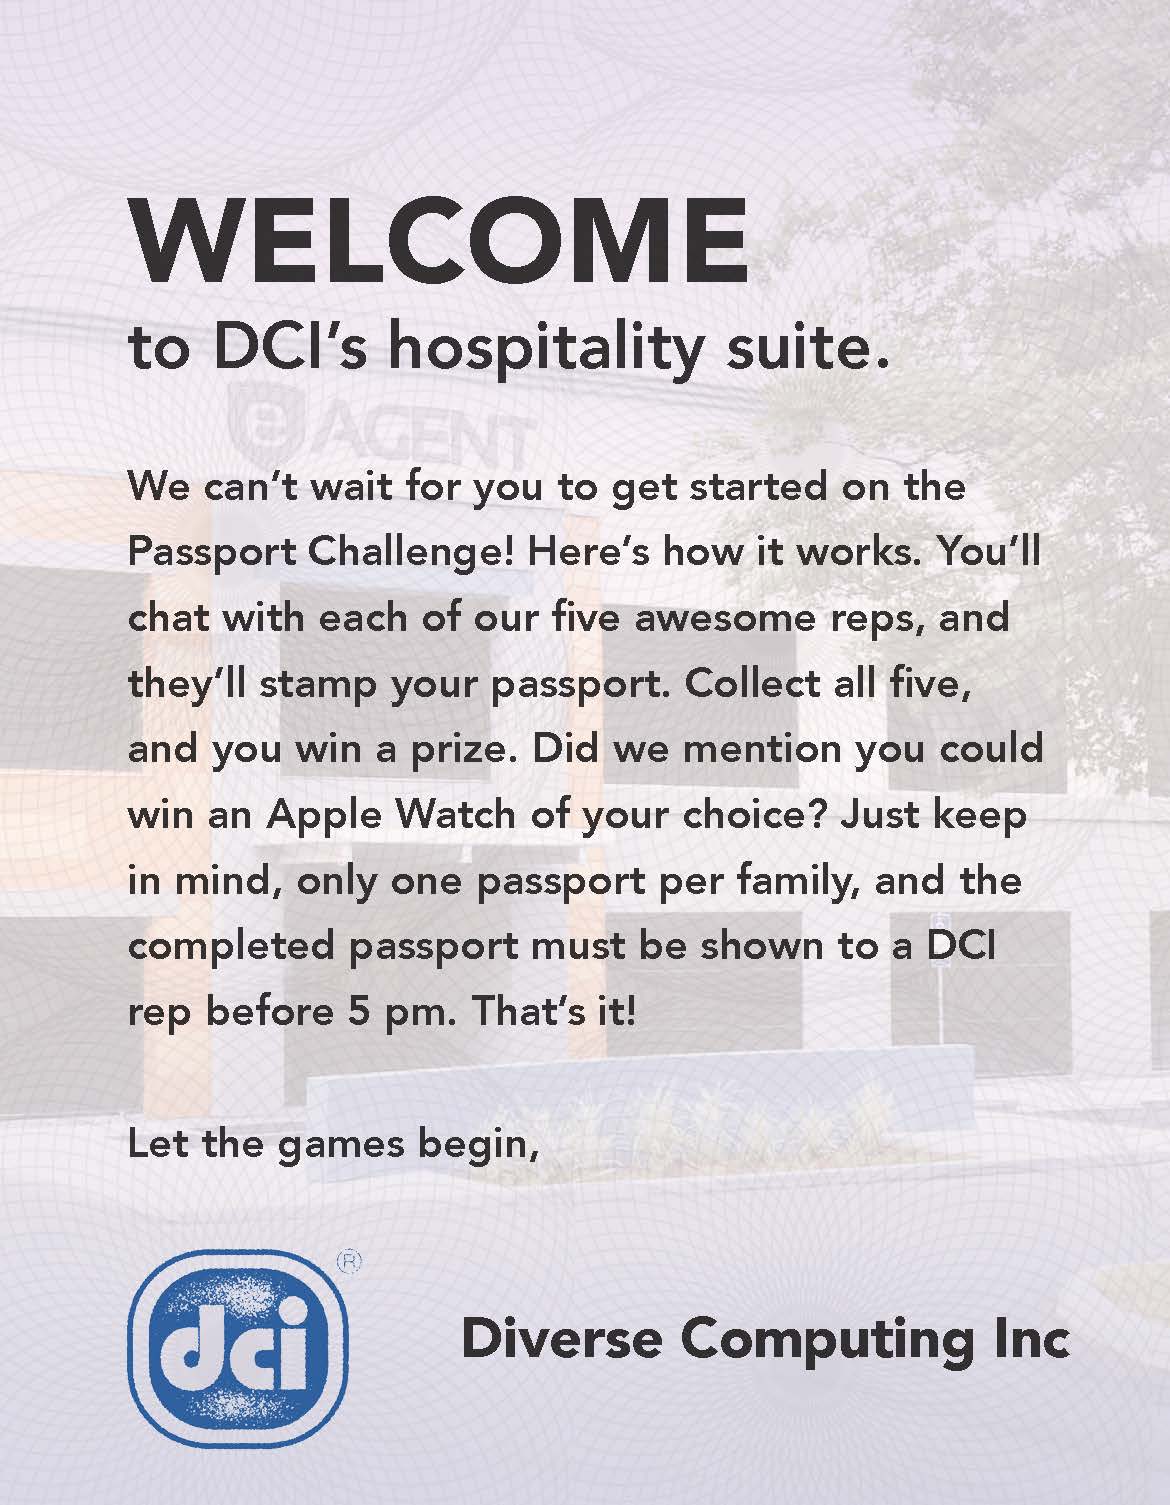 WELCOME
to DCI’s hospitality suite.
e AGENT
We can’t wait for you to get started on the
Passport Challenge! Here’s how it works. You’ll
chat with each of our five awesome reps, and
they’ll stamp your passport. Collect all five,
and you win a prize. Did we mention you could
win an Apple Watch of your choice? Just keep
in mind, only one passport per family, and the
completed passport must be shown to a DCI
rep before 5 pm. That’s it!
Let the games begin,
dci ®
Diverse Computing Inc